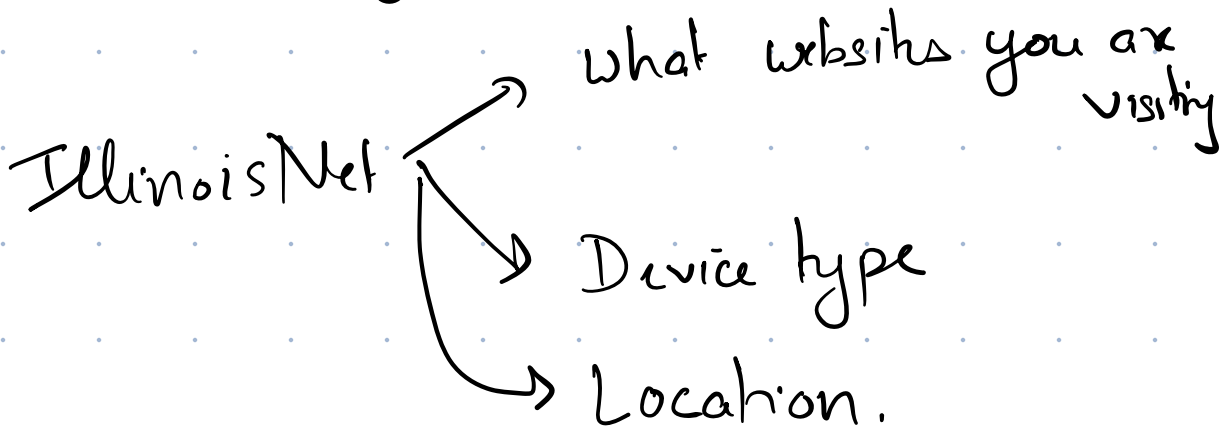 What websites you are
visiting
IllinoisNet
Device type
Location.